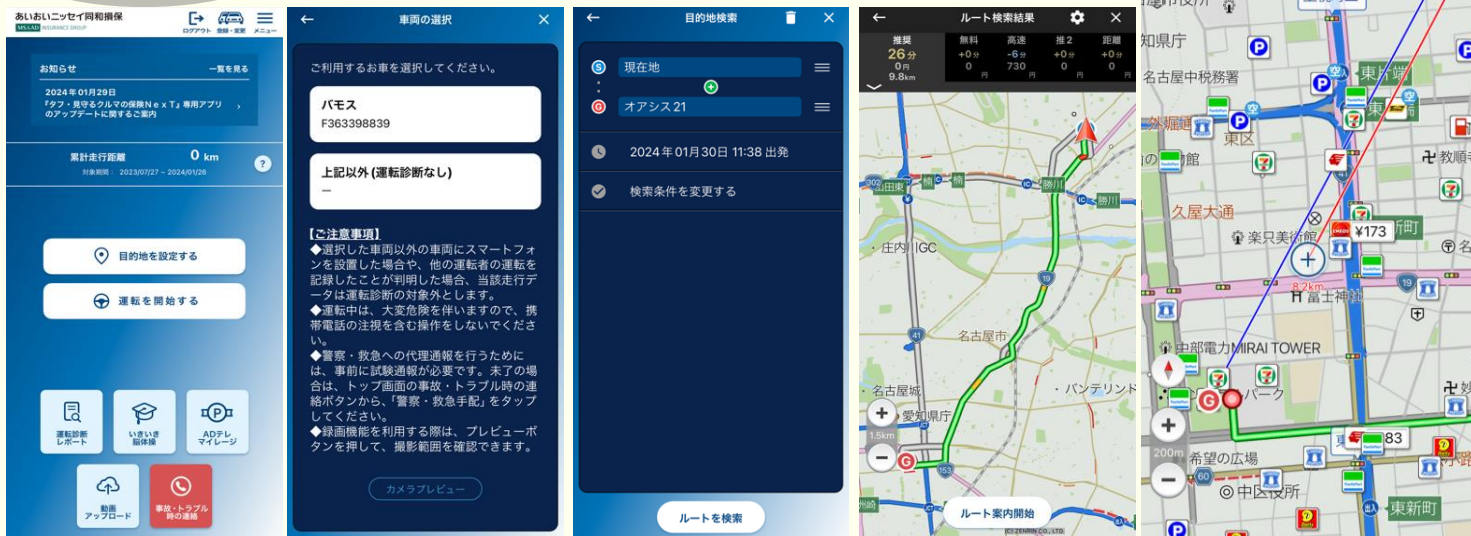 あいおいニッセイ同和損保
MS&AD INSURANCE GROUP
ログアウト 登録・変更 メニュー
お知らせ 一覧を見る
2024年01月29日
『タフ・見守るクルマの保険NexT』専用アプリ
のアップデートに関するご案内
累計走行距離 0 km ?
対象期間： 2023/07/27 ~ 2024/01/26
目的地を設定する
運転を開始する
運転診断
レポート
いきいき
脳体操
ADテレ
マイレージ
動画
アップロード
事故・トラブル
時の連絡
車両の選択
ご利用するお車を選択してください。
バモス
F363398839
上記以外 (運転診断なし)
—
【ご注意事項】
◆選択した車両以外の車両にスマートフォ
ンを設置した場合や、他の運転者の運転を
記録したことが判明した場合、当該走行デ
ータは運転診断の対象外とします。
◆運転中は、大変危険を伴いますので、携
帯電話の注視を含む操作をしないでくださ
い。
◆警察・救急への代理通報を行うために
は、事前に試験通報が必要です。未了の場
合は、トップ画面の事故・トラブル時の連
絡ボタンから、「警察・救急手配」をタップ
してください。
◆録画機能を利用する際は、プレビューボ
タンを押して、撮影範囲を確認できます。
カメラプレビュー
目的地検索
S 現在地
G オアシス21
2024年01月30日 11:38 出発
検索条件を変更する
ルートを検索
ルート検索結果
推奨 無料 高速 推2 距離
26分 +0分 -6分 +0分 +0分
0円 0円 730円 0円 0円
9.8km
302 山田東 楠 IC 楠 勝川
IC 勝川
庄内 IGC
19
41
名古屋市
名古屋城
バンテリンド
愛知県庁
1.5km
G
153
ルート案内開始
(C) ZENRIN CO., LTD.
知県庁
名古屋中税務署
東片端
外堀通
東区
教順
41
久屋大通
楽只美術館
¥173
8.2km
富士神社
19
中部電力MIRAI TOWER
G パーク
83
200m
希望の広場
60
中区役所
東新町